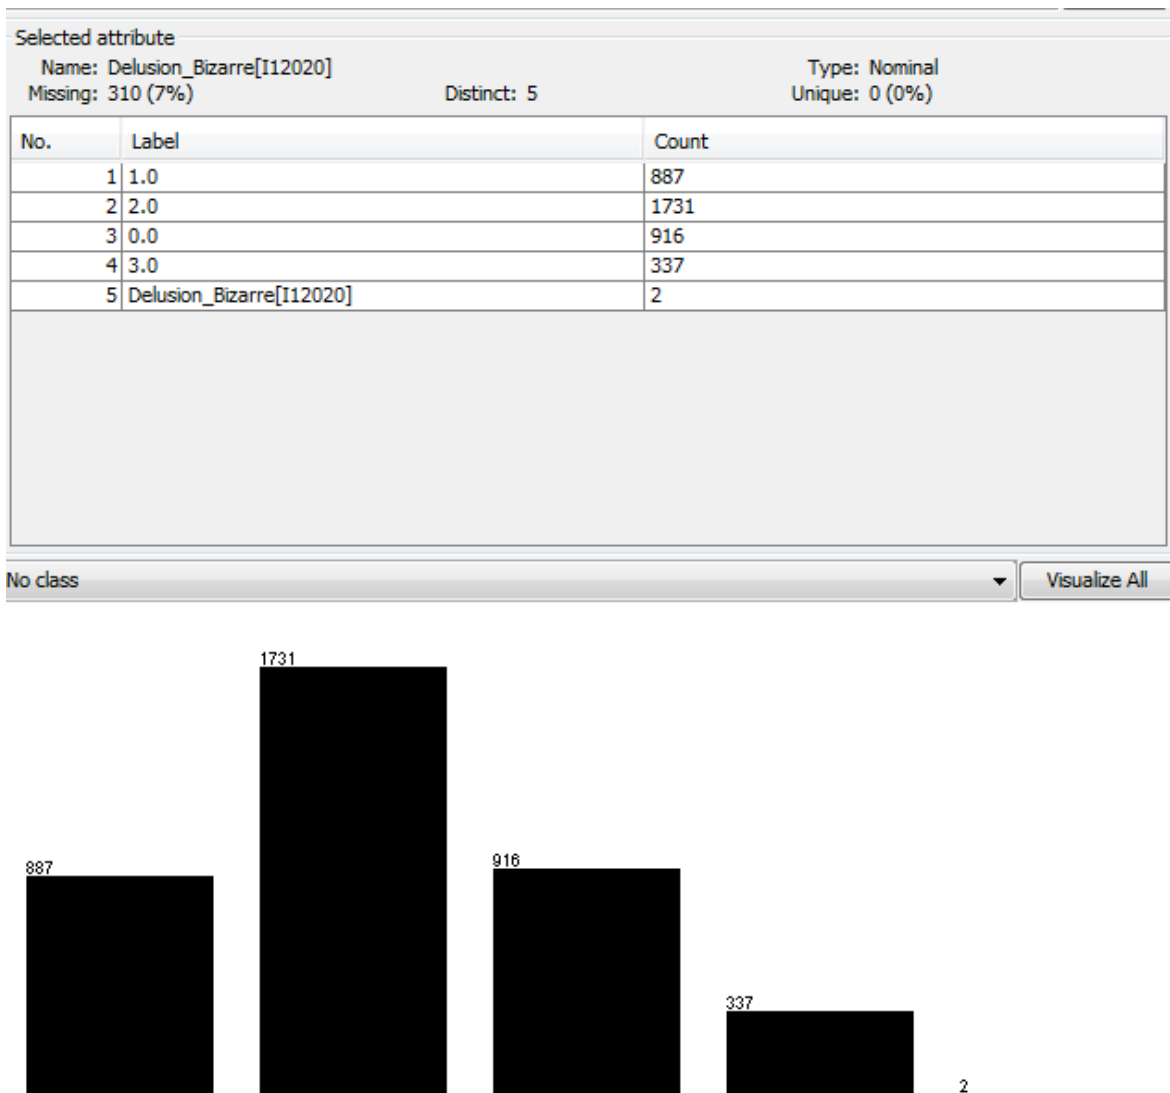 Selected attribute
Name: Delusion_Bizarre[I12020] Type: Nominal
Missing: 310 (7%) Distinct: 5 Unique: 0 (0%)
No. Label Count
1 1.0 887
2 2.0 1731
3 0.0 916
4 3.0 337
5 Delusion_Bizarre[I12020] 2
No class Visualize All
1731
887 916
337
2